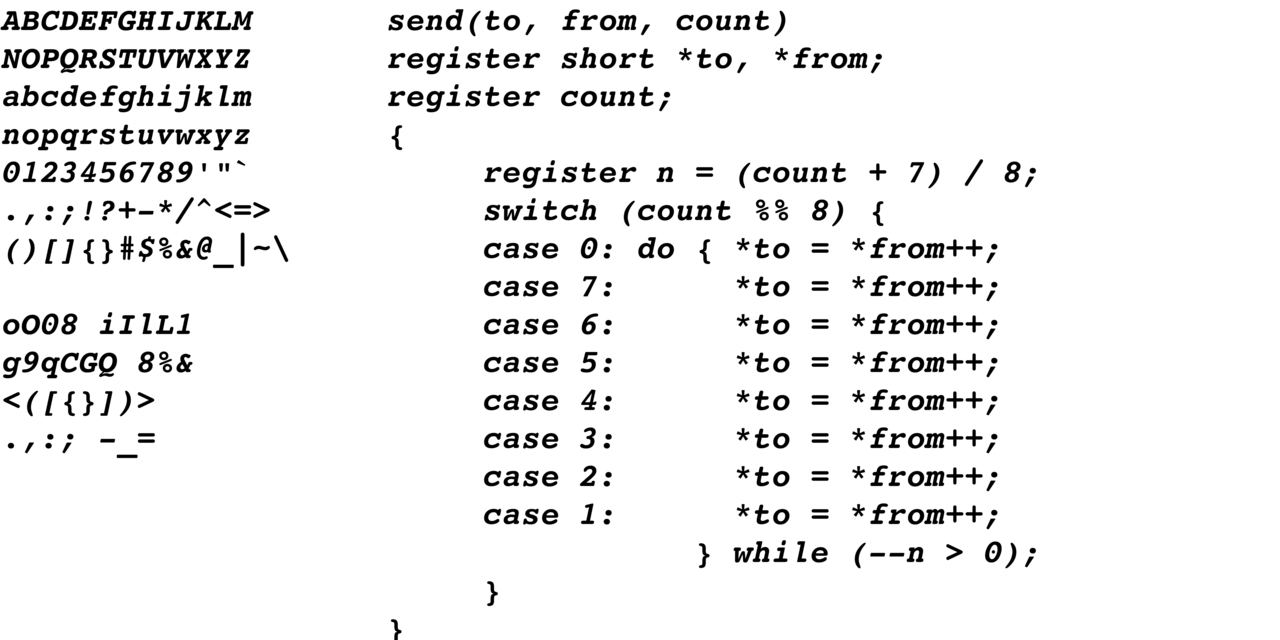 ABCDEFGHIJKLM
NOPQRSTUVWXYZ
abcdefghijklm
nopqrstuvwxyz
0123456789'"`
.,:;!?+-*/^<=>
()[]{}#$%&@_|~\
oO08 iIlL1
g9qCGQ 8%&
<([{}])>
.,:; -_=
send(to, from, count)
register short *to, *from;
register count;
{
     register n = (count + 7) / 8;
     switch (count %% 8) {
     case 0: do { *to = *from++;
     case 7:      *to = *from++;
     case 6:      *to = *from++;
     case 5:      *to = *from++;
     case 4:      *to = *from++;
     case 3:      *to = *from++;
     case 2:      *to = *from++;
     case 1:      *to = *from++;
                } while (--n > 0);
     }
}